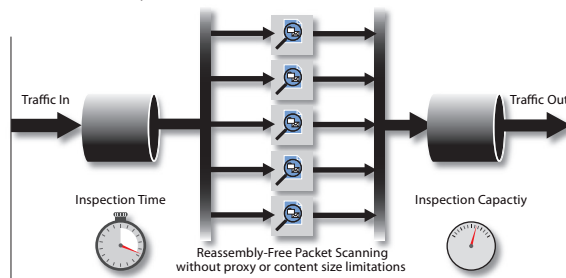 Traffic In
Traffic Out
Inspection Time
Inspection Capactiy
Reassembly-Free Packet Scanning
without proxy or content size limitations